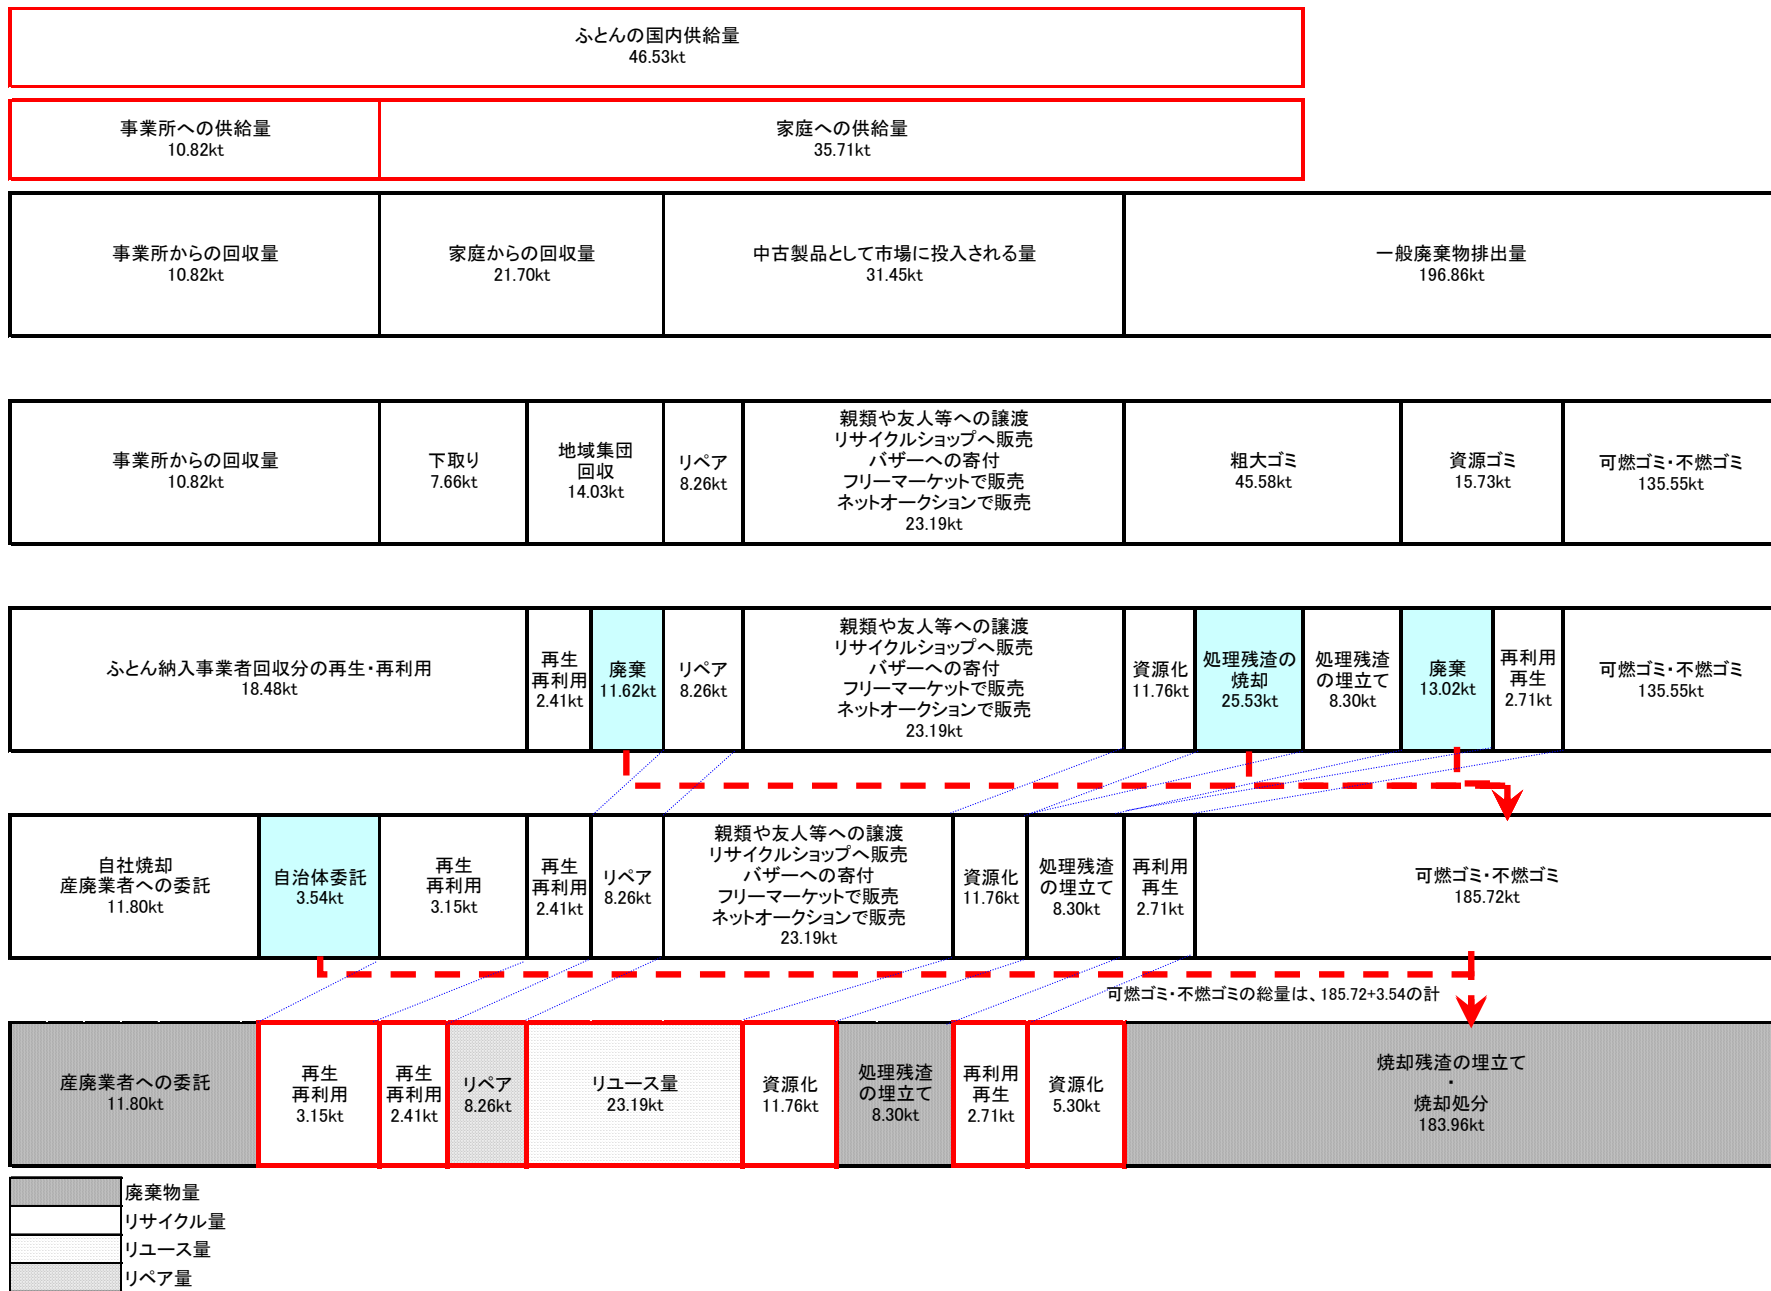 ふとんの国内供給量
46.53kt
事業所への供給量
10.82kt
家庭への供給量
35.71kt
事業所からの回収量
10.82kt
家庭からの回収量
21.70kt
中古製品として市場に投入される量
31.45kt
一般廃棄物排出量
196.86kt
事業所からの回収量
10.82kt
下取り
7.66kt
地域集団
回収
14.03kt
リペア
8.26kt
親類や友人等への譲渡
リサイクルショップへ販売
バザーへの寄付
フリーマーケットで販売
ネットオークションで販売
23.19kt
粗大ゴミ
45.58kt
資源ゴミ
15.73kt
可燃ゴミ・不燃ゴミ
135.55kt
ふとん納入事業者回収分の再生・再利用
18.48kt
再生
再利用
2.41kt
廃棄
11.62kt
リペア
8.26kt
親類や友人等への譲渡
リサイクルショップへ販売
バザーへの寄付
フリーマーケットで販売
ネットオークションで販売
23.19kt
資源化
11.76kt
処理残渣の
焼却
25.53kt
処理残渣
の埋立て
8.30kt
廃棄
13.02kt
再利用
再生
2.71kt
可燃ゴミ・不燃ゴミ
135.55kt
自社焼却
産廃業者への委託
11.80kt
自治体委託
3.54kt
再生
再利用
3.15kt
再生
再利用
2.41kt
リペア
8.26kt
親類や友人等への譲渡
リサイクルショップへ販売
バザーへの寄付
フリーマーケットで販売
ネットオークションで販売
23.19kt
資源化
11.76kt
処理残渣
の埋立て
8.30kt
再利用
再生
2.71kt
可燃ゴミ・不燃ゴミ
185.72kt
可燃ゴミ・不燃ゴミの総量は、185.72+3.54の計
産廃業者への委託
11.80kt
再生
再利用
3.15kt
再生
再利用
2.41kt
リペア
8.26kt
リユース量
23.19kt
資源化
11.76kt
処理残渣
の埋立て
8.30kt
再利用
再生
2.71kt
資源化
5.30kt
焼却残渣の埋立て
・
焼却処分
183.96kt
廃棄物量
リサイクル量
リユース量
リペア量